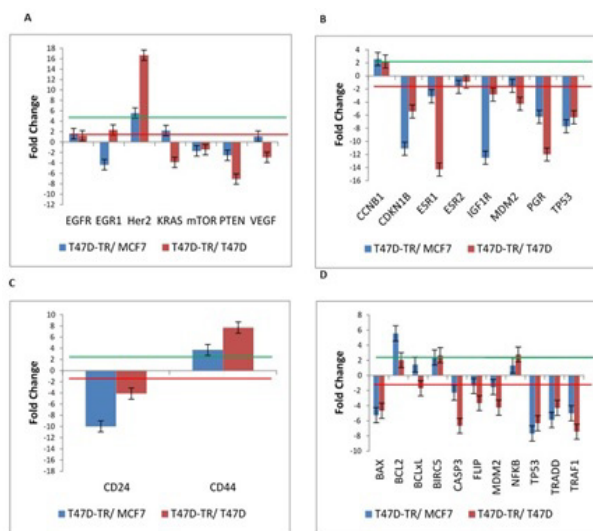 A
Fold Change
18
16
14
12
10
8
6
4
2
0
-2
-4
-6
-8
-10
-12
EGFR EGR1 Her2 KRAS mTOR PTEN VEGF
T47D-TR/ MCF7 T47D-TR/ T47D
B
Fold Change
4
2
0
-2
-4
-6
-8
-10
-12
-14
-16
CCNB1
CDKN1B
ESR1
ESR2
IGF1R
MDM2
PGR
TP53
T47D-TR/ MCF7 T47D-TR/ T47D
C
Fold Change
18
16
14
12
10
8
6
4
2
0
-2
-4
-6
-8
-10
-12
-14
CD24 CD44
T47D-TR/ MCF7 T47D-TR/ T47D
D
Fold Change
8
6
4
2
0
-2
-4
-6
-8
-10
BAX
BCL2
BCLxL
BIRC5
CASP3
FLIP
MDM2
NFKB
TP53
TRADD
TRAF1
T47D-TR/ MCF7 T47D-TR/ T47D